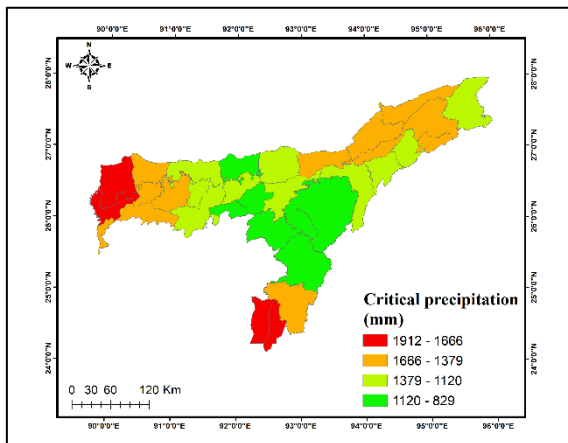 90°0'0"E 91°0'0"E 92°0'0"E 93°0'0"E 94°0'0"E 95°0'0"E 96°0'0"E
N
W E
S
28°0'0"N 28°0'0"N
27°0'0"N 27°0'0"N
26°0'0"N 26°0'0"N
25°0'0"N 25°0'0"N
24°0'0"N 24°0'0"N
Critical precipitation
(mm)
1912 - 1666
1666 - 1379
1379 - 1120
1120 - 829
0 30 60 120 Km
90°0'0"E 91°0'0"E 92°0'0"E 93°0'0"E 94°0'0"E 95°0'0"E 96°0'0"E